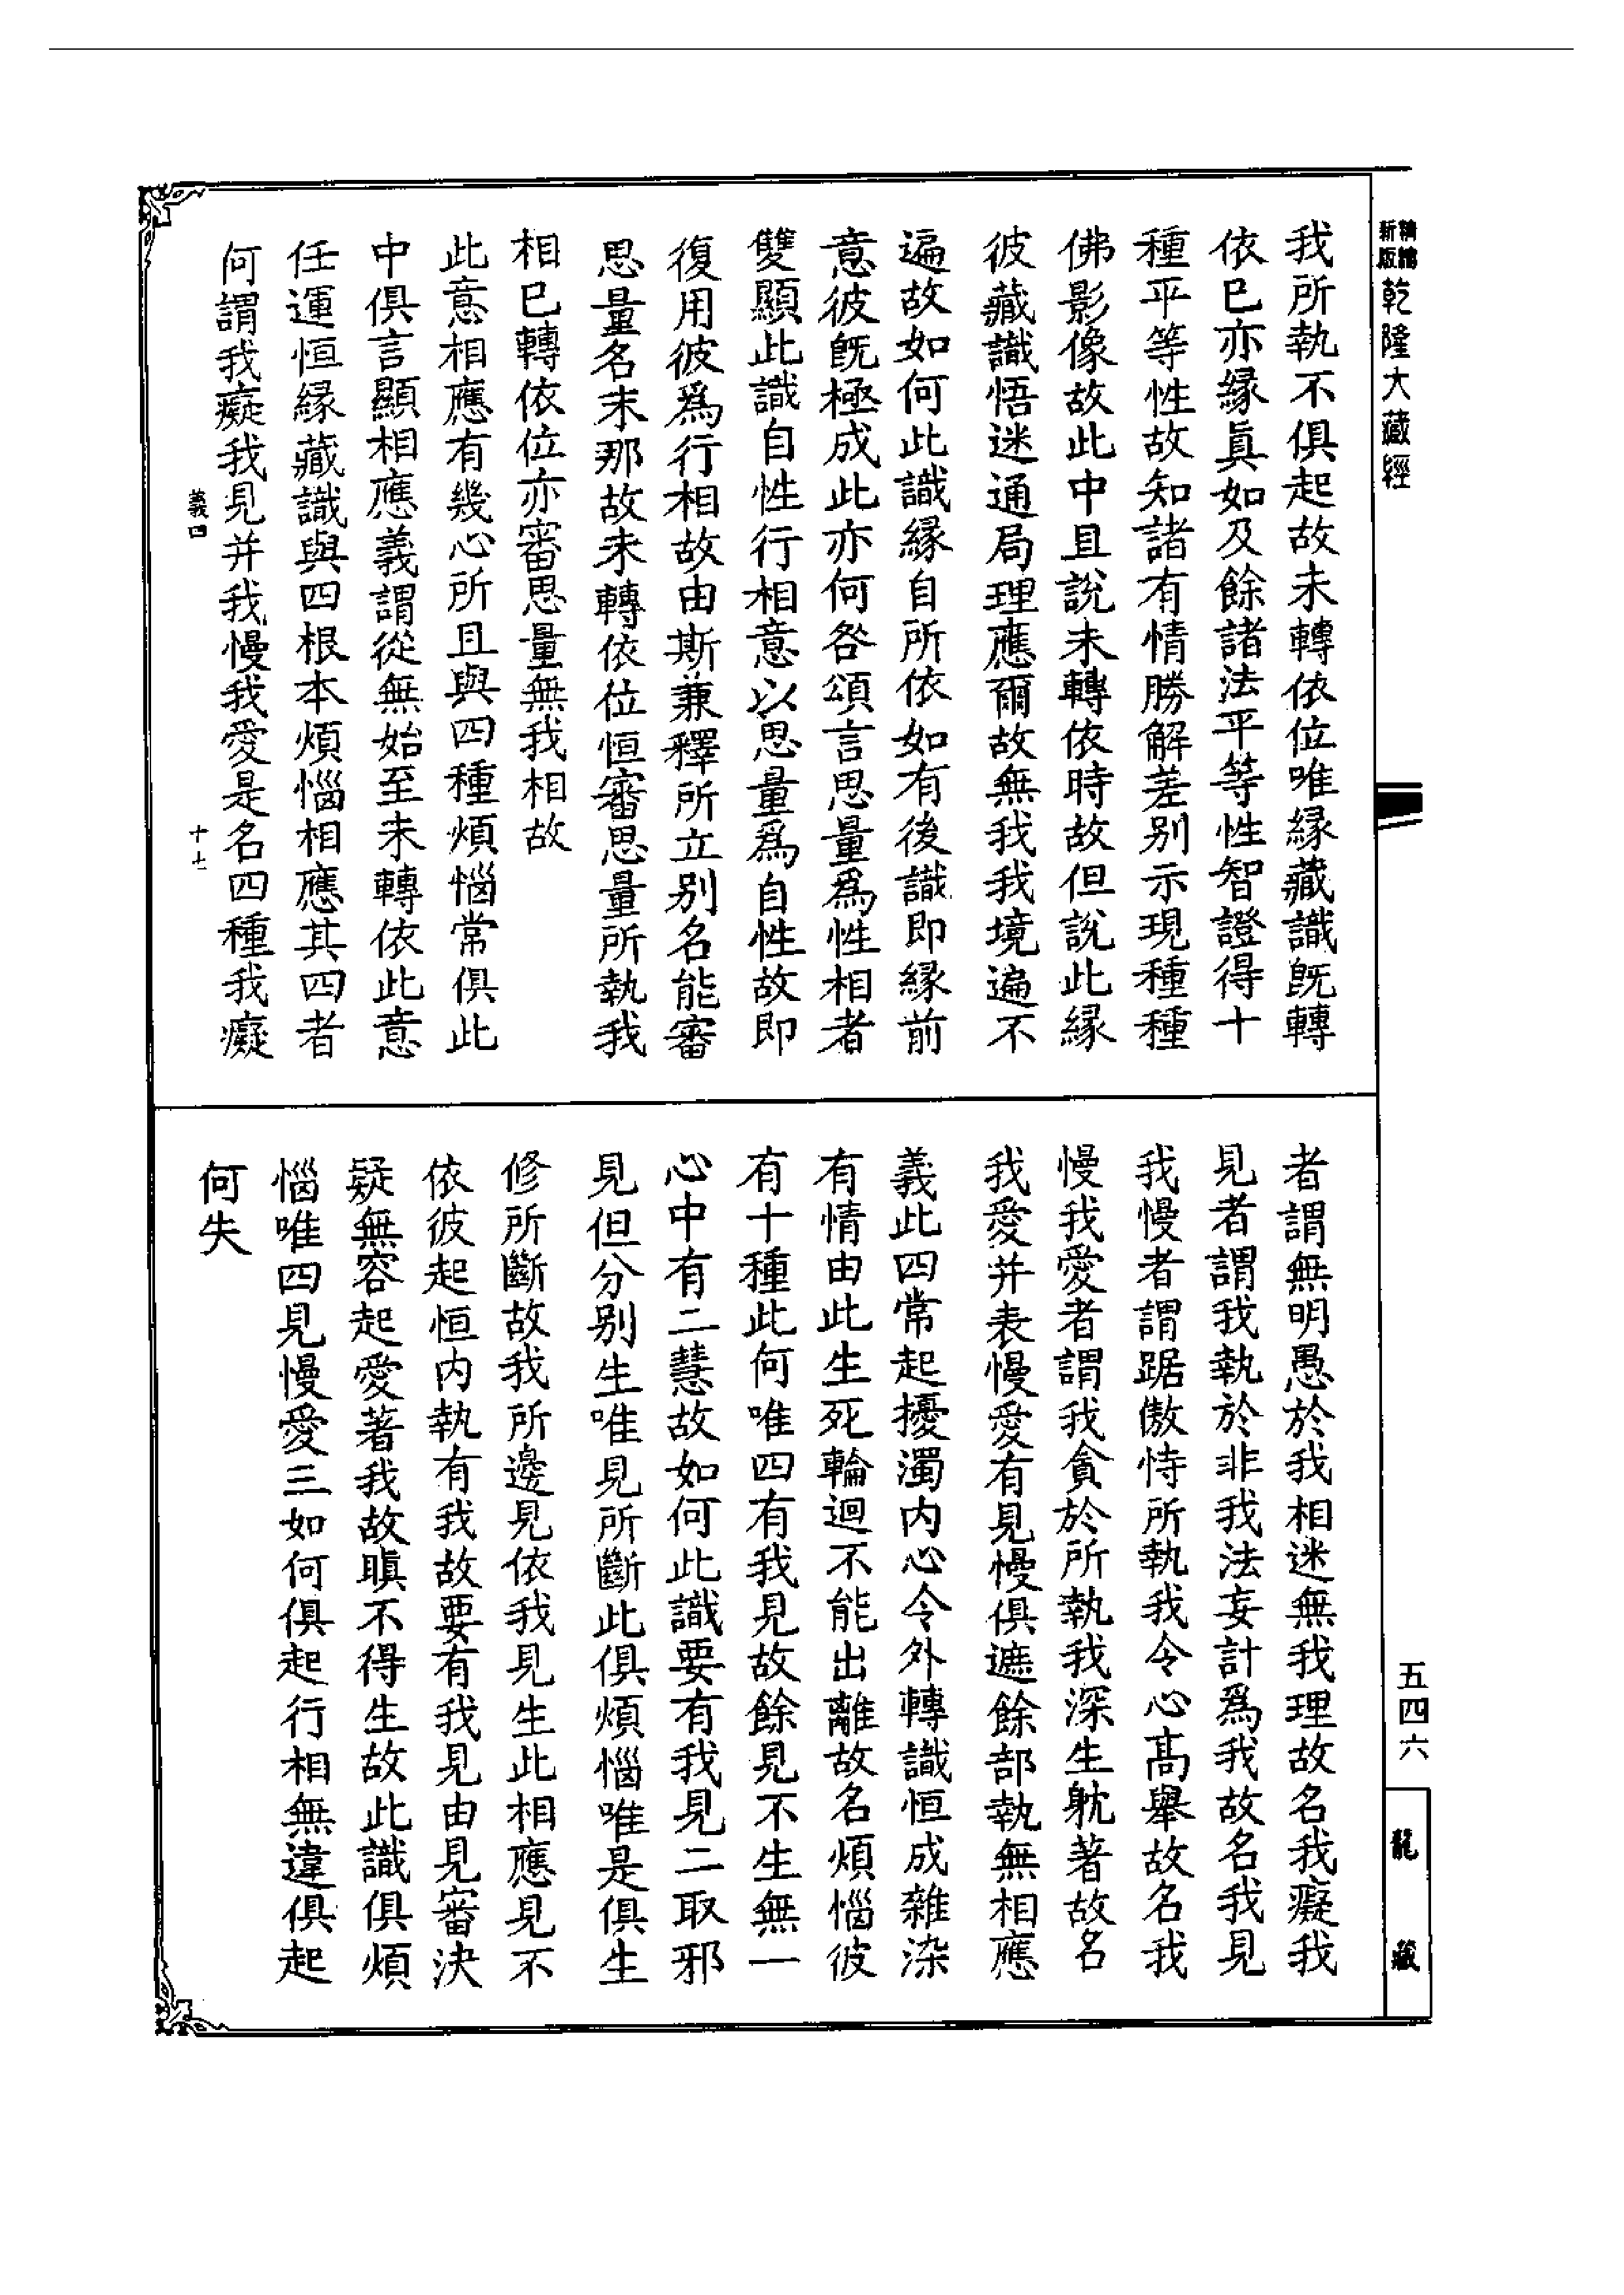 精編新版
乾隆大藏經
五四六
龍藏
我所執不俱起故未轉依位唯縁藏識旣轉
依已亦縁眞如及餘諸法平等性智證得十
種平等性故知諸有情勝解差别示現種種
佛影像故此中且說未轉依時故但說此縁
彼藏識悟迷通局理應爾故無我我境遍不
遍故如何此識縁自所依如有後識即縁前
意彼旣極成此亦何咎頌言思量爲性相者
雙顯此識自性行相意以思量爲自性故即
復用彼爲行相故由斯兼釋所立别名能審
思量名末那故未轉依位恒審思量所執我
相已轉依位亦審思量無我相故
此意相應有幾心所且與四種煩惱常俱此
中俱言顯相應義謂從無始至未轉依此意
任運恒縁藏識與四根本煩惱相應其四者
何謂我癡我見并我慢我愛是名四種我癡
義四
十七
者謂無明愚於我相迷無我理故名我癡我
見者謂我執於非我法妄計爲我故名我見
我慢者謂踞傲恃所執我令心髙舉故名我
慢我愛者謂我貪於所執我深生躭著故名
我愛并表慢愛有見慢俱遮餘部執無相應
義此四常起擾濁内心令外轉識恒成雜染
有情由此生死輪迴不能出離故名煩惱彼
有十種此何唯四有我見故餘見不生無一
心中有二慧故如何此識要有我見二取邪
見但分别生唯見所斷此俱煩惱唯是俱生
修所斷故我所邊見依我見生此相應見不
依彼起恒内執有我故要有我見由見審決
疑無容起愛著我故瞋不得生故此識俱煩
惱唯四見慢愛三如何俱起行相無違俱起
何失